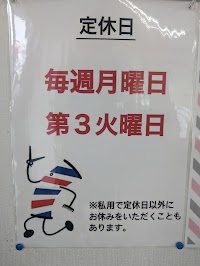 定休日
毎週月曜日
第３火曜日
※私用で定休日以外に
お休みをいただくことも
あります。